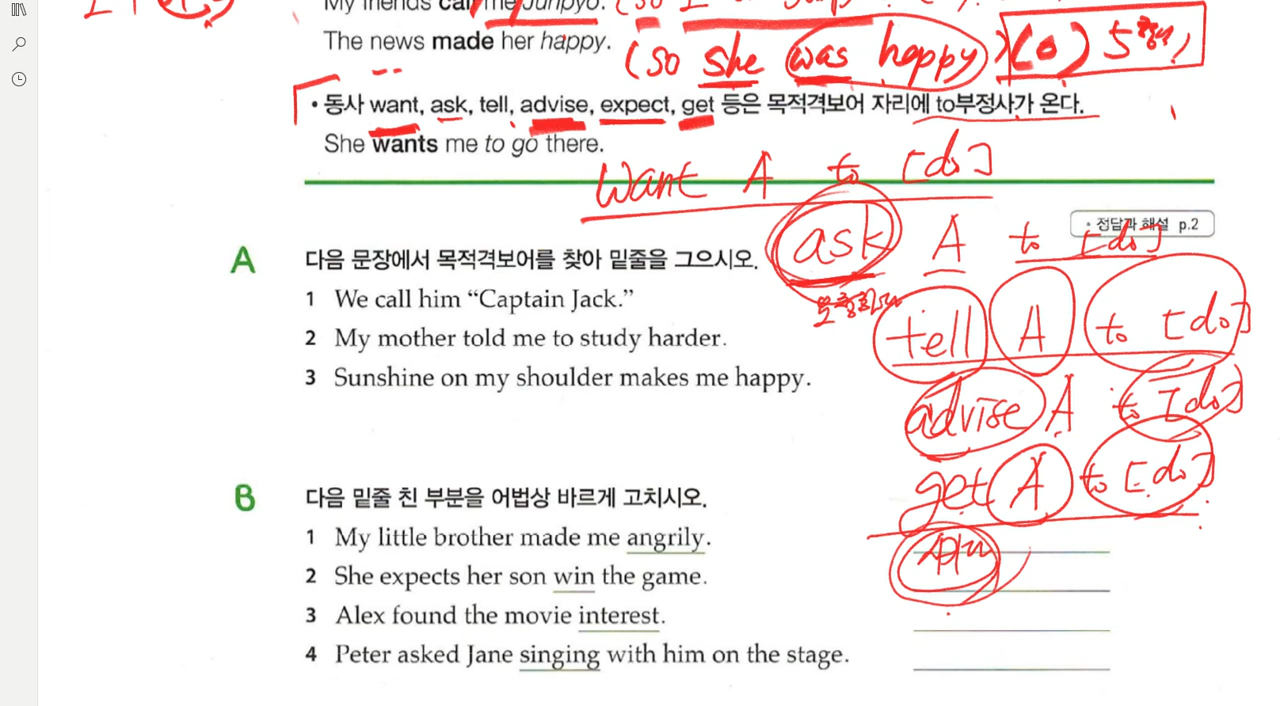 My friends call me Junpyo. (so
The news made her happy. (so she was happy) (o) 5형식
• 동사 want, ask, tell, advise, expect, get 등은 목적격보어 자리에 to부정사가 온다.
She wants me to go there.
want A to [do]
• 정답과 해설 p.2
ask A to [do]
A 다음 문장에서 목적격보어를 찾아 밑줄을 그으시오.
1 We call him “Captain Jack.”
2 My mother told me to study harder.
tell A to [do]
3 Sunshine on my shoulder makes me happy.
advise A to [do]
get A to [do]
B 다음 밑줄 친 부분을 어법상 바르게 고치시오.
1 My little brother made me angrily.
2 She expects her son win the game.
3 Alex found the movie interest.
4 Peter asked Jane singing with him on the stage.